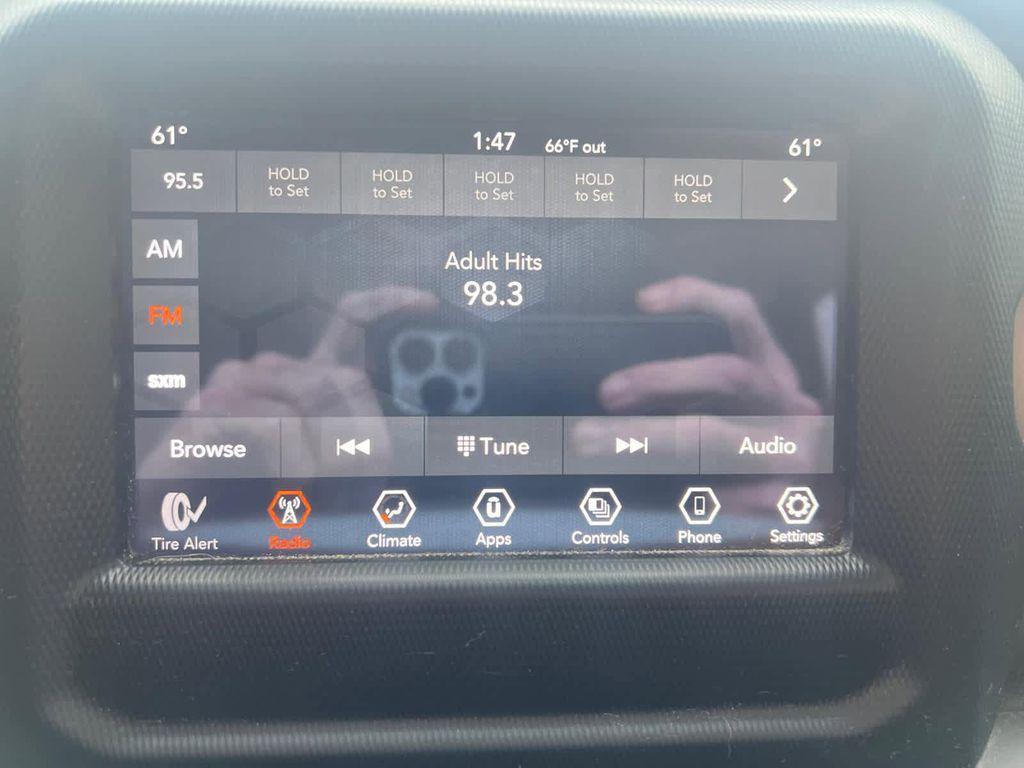 61° 1:47 66°F out 61°
95.5
HOLD
to Set
HOLD
to Set
HOLD
to Set
HOLD
to Set
HOLD
to Set
AM
Adult Hits
98.3
FM
sxm
Browse
Tune
Audio
Tire Alert
Radio
Climate
Apps
Controls
Phone
Settings